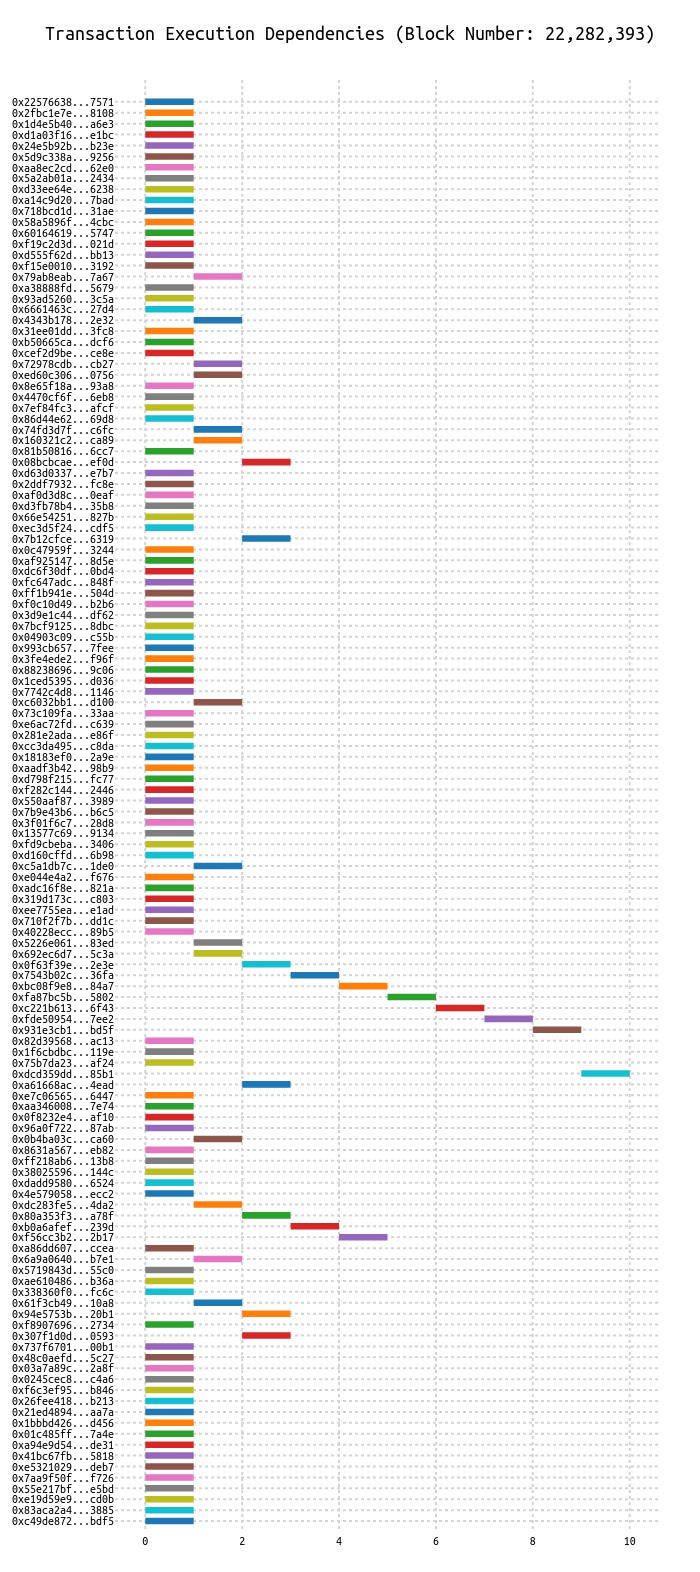 Transaction Execution Dependencies (Block Number: 22,282,393)
0x22576638...7571
0x2fbc1e7e...8108
0x1d4e5b40...a6e3
0xd1a03f16...e1bc
0x24e5b92b...b23e
0x5d9c338a...9256
0xaa8ec2cd...62e0
0x5a2ab01a...2434
0xd33ee64e...6238
0xa14c9d20...7bad
0x718bcd1d...31ae
0x58a5896f...4cbc
0x60164619...5747
0xf19c2d3d...021d
0xd555f62d...bb13
0xf15e0010...3192
0x79ab8eab...7a67
0xa38888fd...5679
0x93ad5260...3c5a
0x6661463c...27d4
0x4343b178...2e32
0x31ee01dd...3fc8
0xb50665ca...dcf6
0xcef2d9be...ce8e
0x72978cdb...cb27
0xed60c306...0756
0x8e65f18a...93a8
0x4470cf6f...6eb8
0x7ef84fc3...afcf
0x86d44e62...69d8
0x74fd3d7f...c6fc
0x160321c2...ca89
0x81b50816...6cc7
0x08bcbcae...ef0d
0xd63d0337...e7b7
0x2ddf7932...fc8e
0xaf0d3d8c...0eaf
0xd3fb78b4...35b8
0x66e54251...827b
0xec3d5f24...cdf5
0x7b12cfce...6319
0x0c47959f...3244
0xaf925147...8d5e
0xdc6f30df...0bd4
0xfc647adc...848f
0xff1b941e...504d
0xf0c10d49...b2b6
0x3d9e1c44...df62
0x7bcf9125...8dbc
0x04903c09...c55b
0x993cb657...7fee
0x3fe4ede2...f96f
0x88238696...9c06
0x1ced5395...d036
0x7742c4d8...1146
0xc6032bb1...d100
0x73c109fa...33aa
0xe6ac72fd...c639
0x281e2ada...e86f
0xcc3da495...c8da
0x18183ef0...2a9e
0xaadf3b42...98b9
0xd798f215...fc77
0xf282c144...2446
0x550aaf87...3989
0x7b9e43b6...b6c5
0x3f01f6c7...28d8
0x13577c69...9134
0xfd9cbeba...3406
0xd160cffd...6b98
0xc5a1db7c...1de0
0xe044e4a2...f676
0xadc16f8e...821a
0x319d173c...c803
0xee7755ea...e1ad
0x710f2f7b...dd1c
0x40228ecc...89b5
0x5226e061...83ed
0x692ec6d7...5c3a
0x0f63f39e...2e3e
0x7543b02c...36fa
0xbc08f9e8...84a7
0xfa87bc5b...5802
0xc221b613...6f43
0xfde50954...7ee2
0x931e3cb1...bd5f
0x82d39568...ac13
0x1f6cbdbc...119e
0x75b7da23...af24
0xdcd359dd...85b1
0xa61668ac...4ead
0xe7c06565...6447
0xaa346008...7e74
0x0f8232e4...af10
0x96a0f722...87ab
0x0b4ba03c...ca60
0x8631a567...eb82
0xff218ab6...13b8
0x38025596...144c
0xdadd9580...6524
0x4e579058...ecc2
0xdc283fe5...4da2
0x80a353f3...a78f
0xb0a6afef...239d
0xf56cc3b2...2b17
0xa86dd607...ccea
0x6a9a0640...b7e1
0x5719843d...55c0
0xae610486...b36a
0x338360f0...fc6c
0x61f3cb49...10a8
0x94e5753b...20b1
0xf8907696...2734
0x307f1d0d...0593
0x737f6701...00b1
0x48c0aefd...5c27
0x03a7a89c...2a8f
0x0245cec8...c4a6
0xf6c3ef95...b846
0x26fee418...b213
0x21ed4894...aa7a
0x1bbbd426...d456
0x01c485ff...7a4e
0xa94e9d54...de31
0x41bc67fb...5818
0xe5321029...deb7
0x7aa9f50f...f726
0x55e217bf...e5bd
0xe19d59e9...cd0b
0x83aca2a4...3885
0xc49de872...bdf5
0 2 4 6 8 10